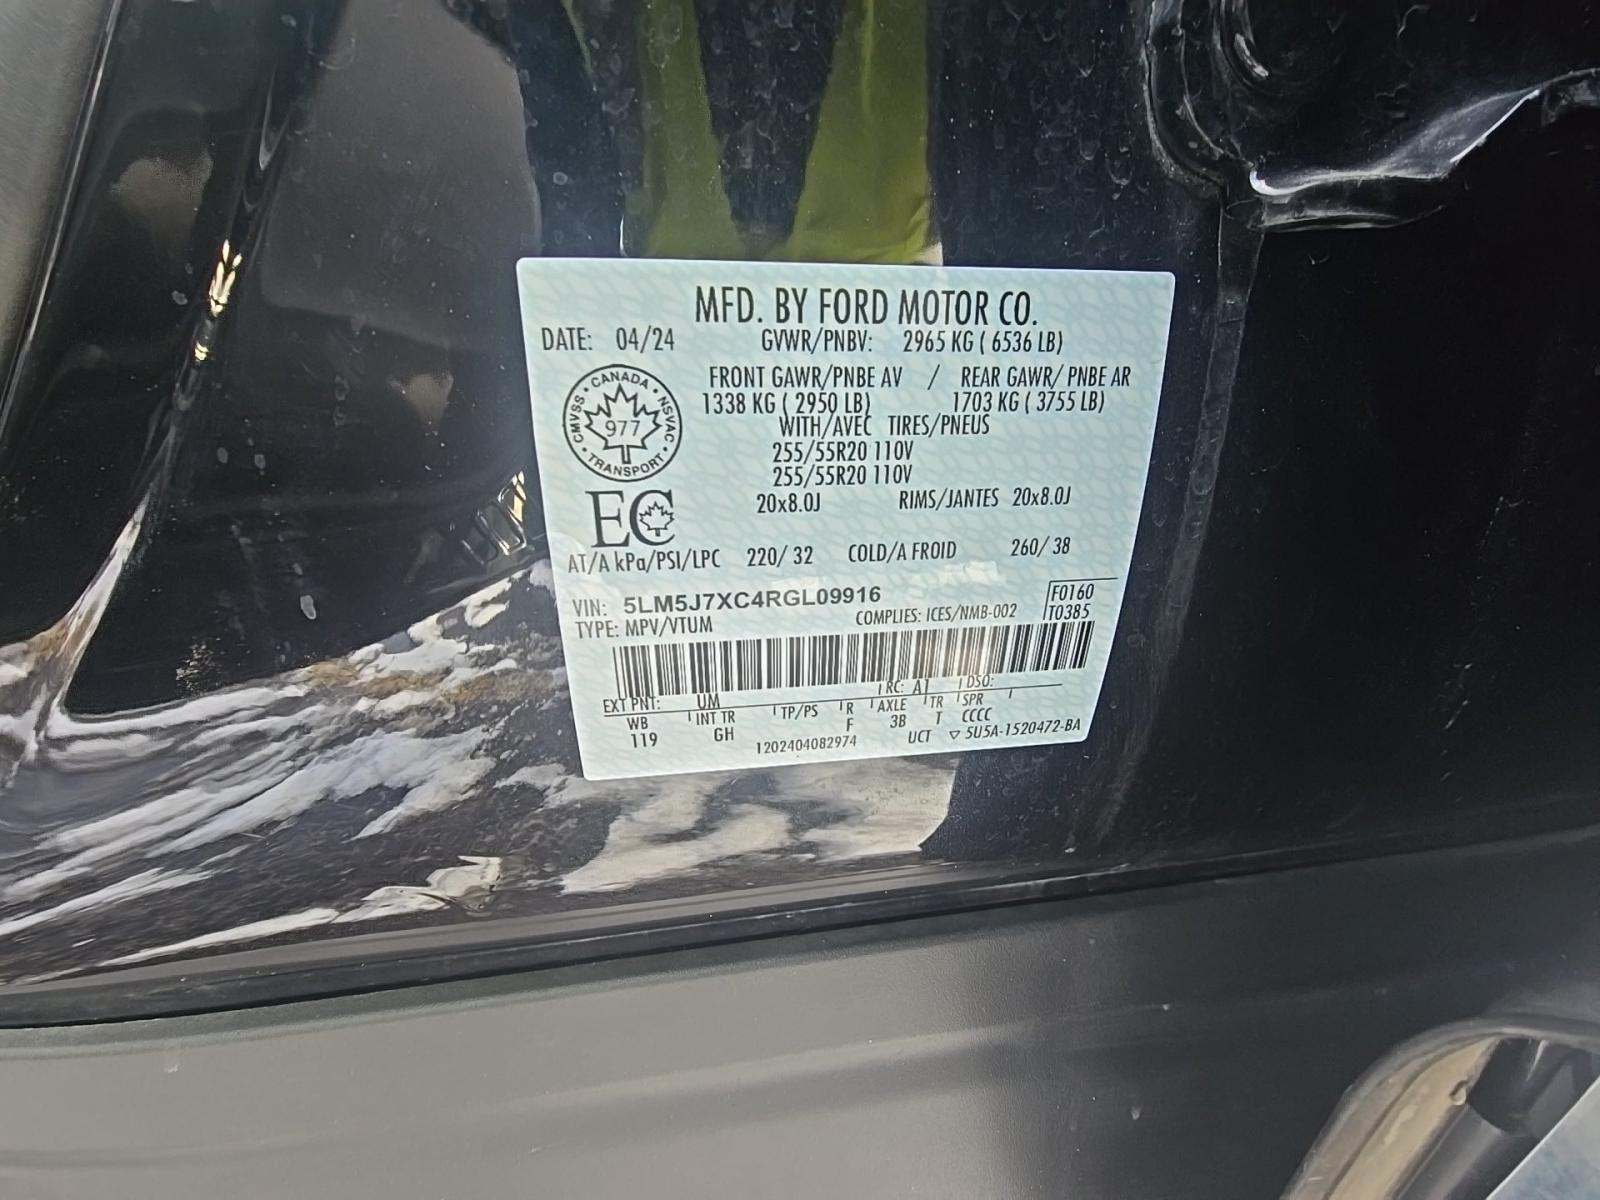 MFD. BY FORD MOTOR CO.
DATE: 04/24 GVWR/PNBV: 2965 KG ( 6536 LB)
FRONT GAWR/PNBE AV / REAR GAWR/ PNBE AR
1338 KG ( 2950 LB) 1703 KG ( 3755 LB)
WITH/AVEC TIRES/PNEUS
255/55R20 110V
255/55R20 110V
20x8.0J RIMS/JANTES 20x8.0J
CANADA
CMVSS NSVAC
977
TRANSPORT
EC
AT/A kPa/PSI/LPC 220/ 32 COLD/A FROID 260/ 38
VIN: 5LM5J7XC4RGL09916
F0160
TYPE: MPV/VTUM COMPLIES: ICES/NMB-002 T0385
EXT PNT: UM RC: A1 DSO:
WB INT TR TP/PS R AXLE TR SPR
119 GH F 3B T CCCC
1202404082974 UCT ▽ 5U5A-1520472-BA